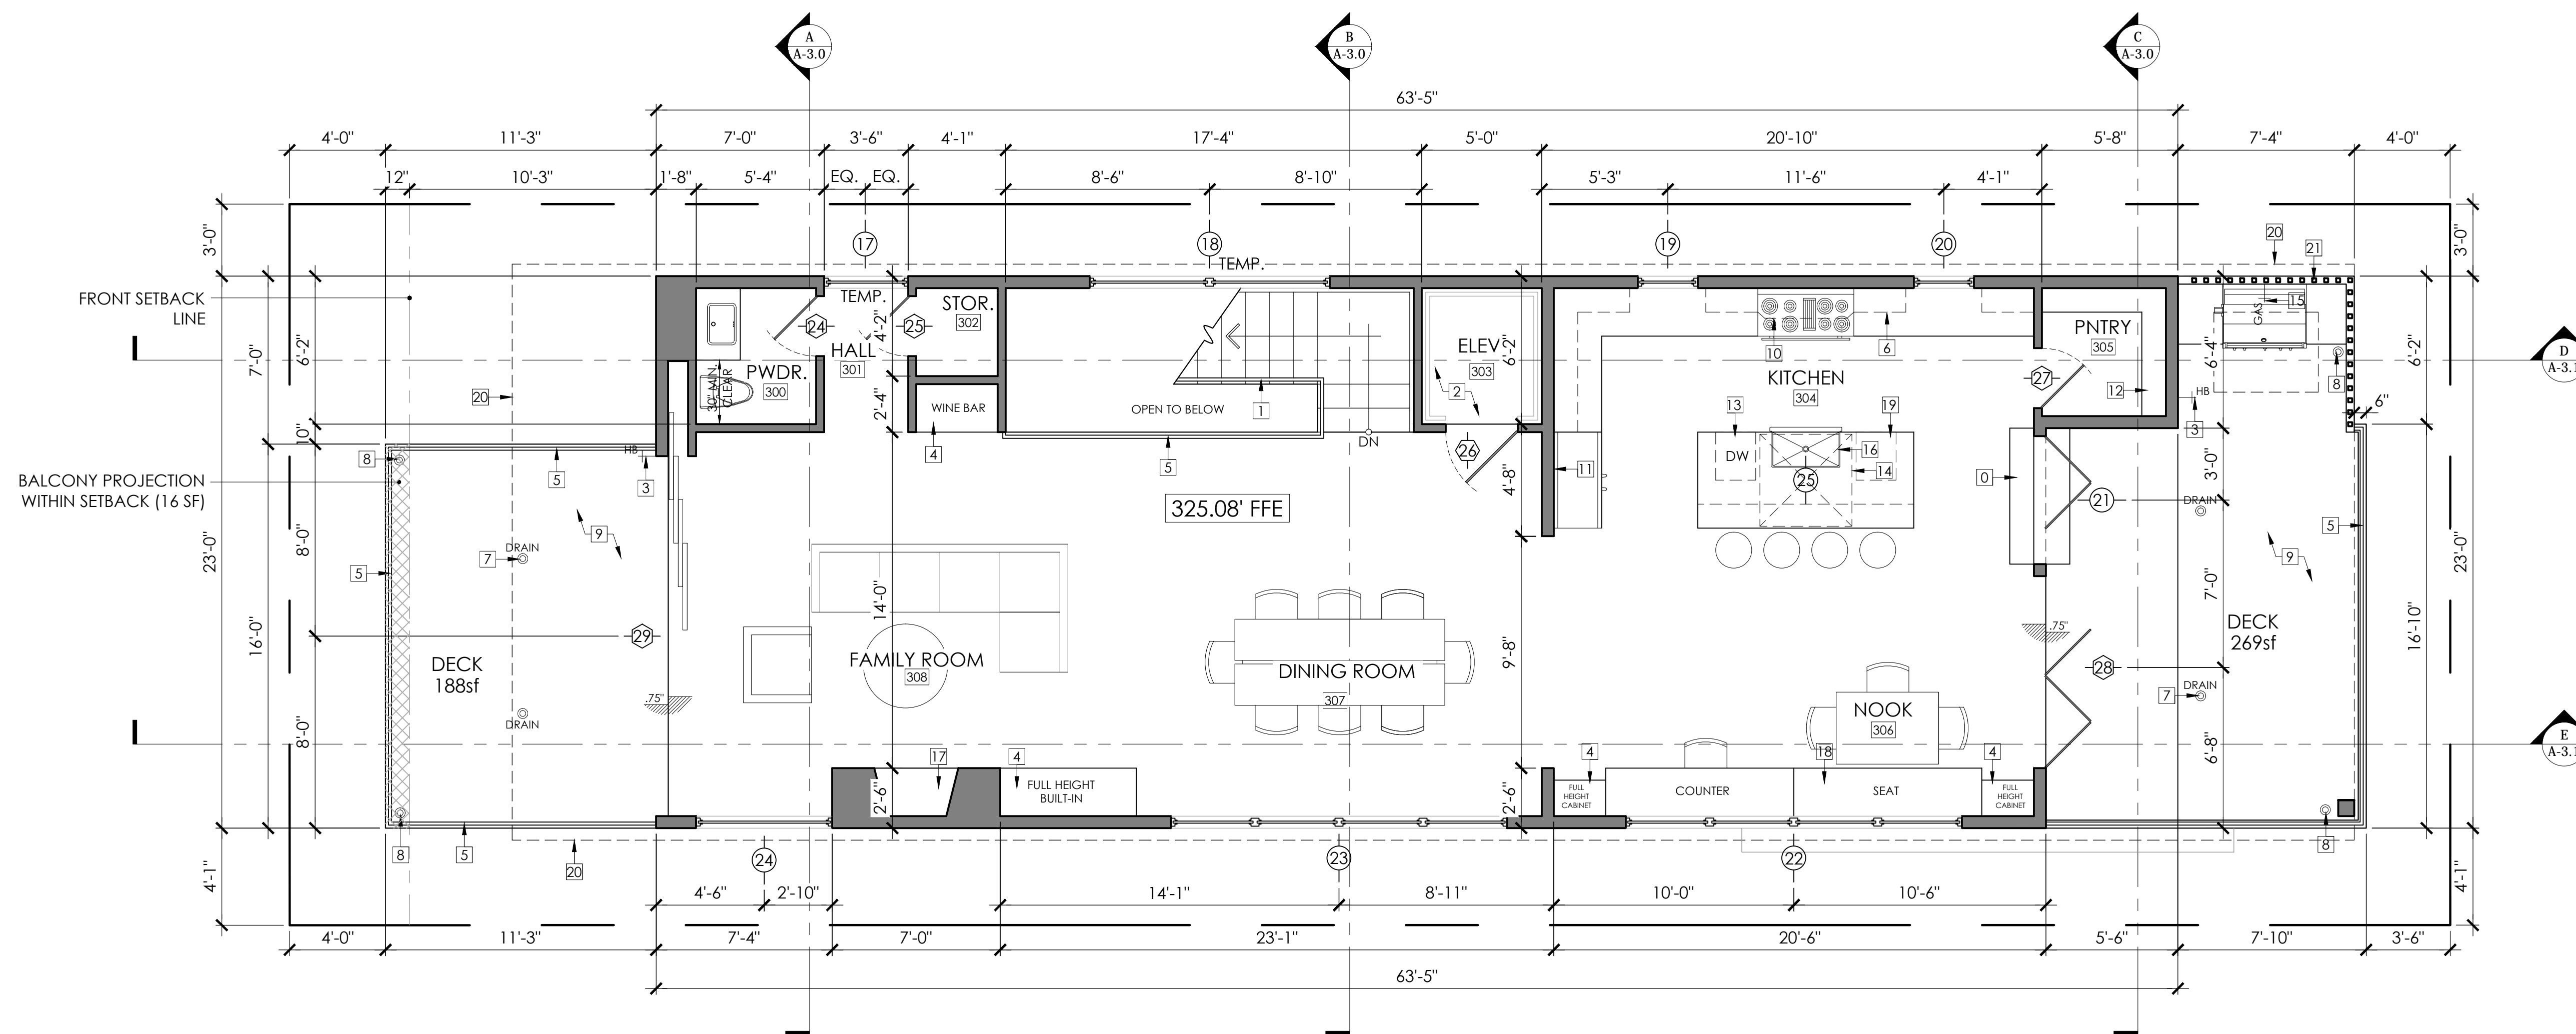 A
A-3.0
B
A-3.0
C
A-3.0
63'-5"
4'-0"
11'-3"
7'-0"
3'-6"
4'-1"
17'-4"
5'-0"
20'-10"
5'-8"
7'-4"
4'-0"
12"
10'-3"
1'-8"
5'-4"
EQ.
EQ.
8'-6"
8'-10"
5'-3"
11'-6"
4'-1"
3'-0"
17
18
TEMP.
19
20
20
21
3'-0"
FRONT SETBACK
LINE
7'-0"
6'-2"
10"
20
TEMP.
24
25
4'-2"
HALL
301
STOR.
302
PWDR.
300
30" MIN.
CLEAR
2'-4"
WINE BAR
4
OPEN TO BELOW
1
5
DN
ELEV
303
6'-2"
2
26
10
6
KITCHEN
304
PNTRY
305
27
12
GAS
15
6'-4"
8
HB
3
6'-2"
6"
D
A-3.1
BALCONY PROJECTION
WITHIN SETBACK (16 SF)
8
5
HB
3
9
23'-0"
16'-0"
8'-0"
5
DRAIN
7
325.08' FFE
4'-8"
11
13
19
DW
16
14
25
0
21
3'-0"
DRAIN
5
9
7'-0"
23'-0"
16'-10"
29
14'-0"
DECK
188sf
.75"
DRAIN
8'-0"
FAMILY ROOM
308
DINING ROOM
307
9'-8"
NOOK
306
.75"
28
DECK
269sf
DRAIN
7
6'-8"
E
A-3.1
17
4
FULL HEIGHT
BUILT-IN
2'-6"
2'-6"
4
FULL
HEIGHT
CABINET
COUNTER
18
SEAT
4
FULL
HEIGHT
CABINET
8
5
20
24
23
22
8
4'-1"
4'-1"
4'-6"
2'-10"
14'-1"
8'-11"
10'-0"
10'-6"
4'-0"
11'-3"
7'-4"
7'-0"
23'-1"
20'-6"
5'-6"
7'-10"
3'-6"
63'-5"